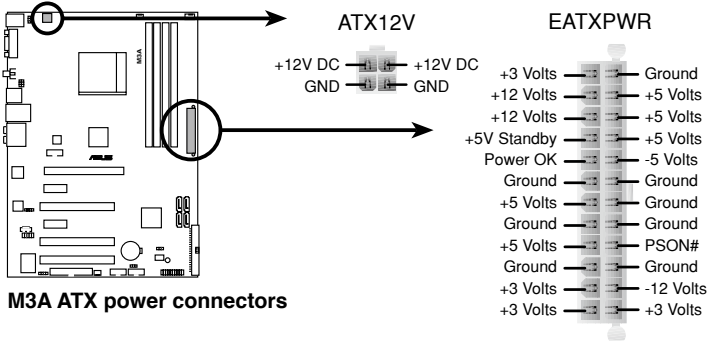 ATX12V
EATXPWR
M3A
+12V DC
+12V DC
GND
GND
+3 Volts
Ground
+12 Volts
+5 Volts
+12 Volts
+5 Volts
+5V Standby
+5 Volts
Power OK
-5 Volts
Ground
Ground
+5 Volts
Ground
Ground
Ground
+5 Volts
PSON#
Ground
Ground
+3 Volts
-12 Volts
+3 Volts
+3 Volts
ASUS
M3A ATX power connectors